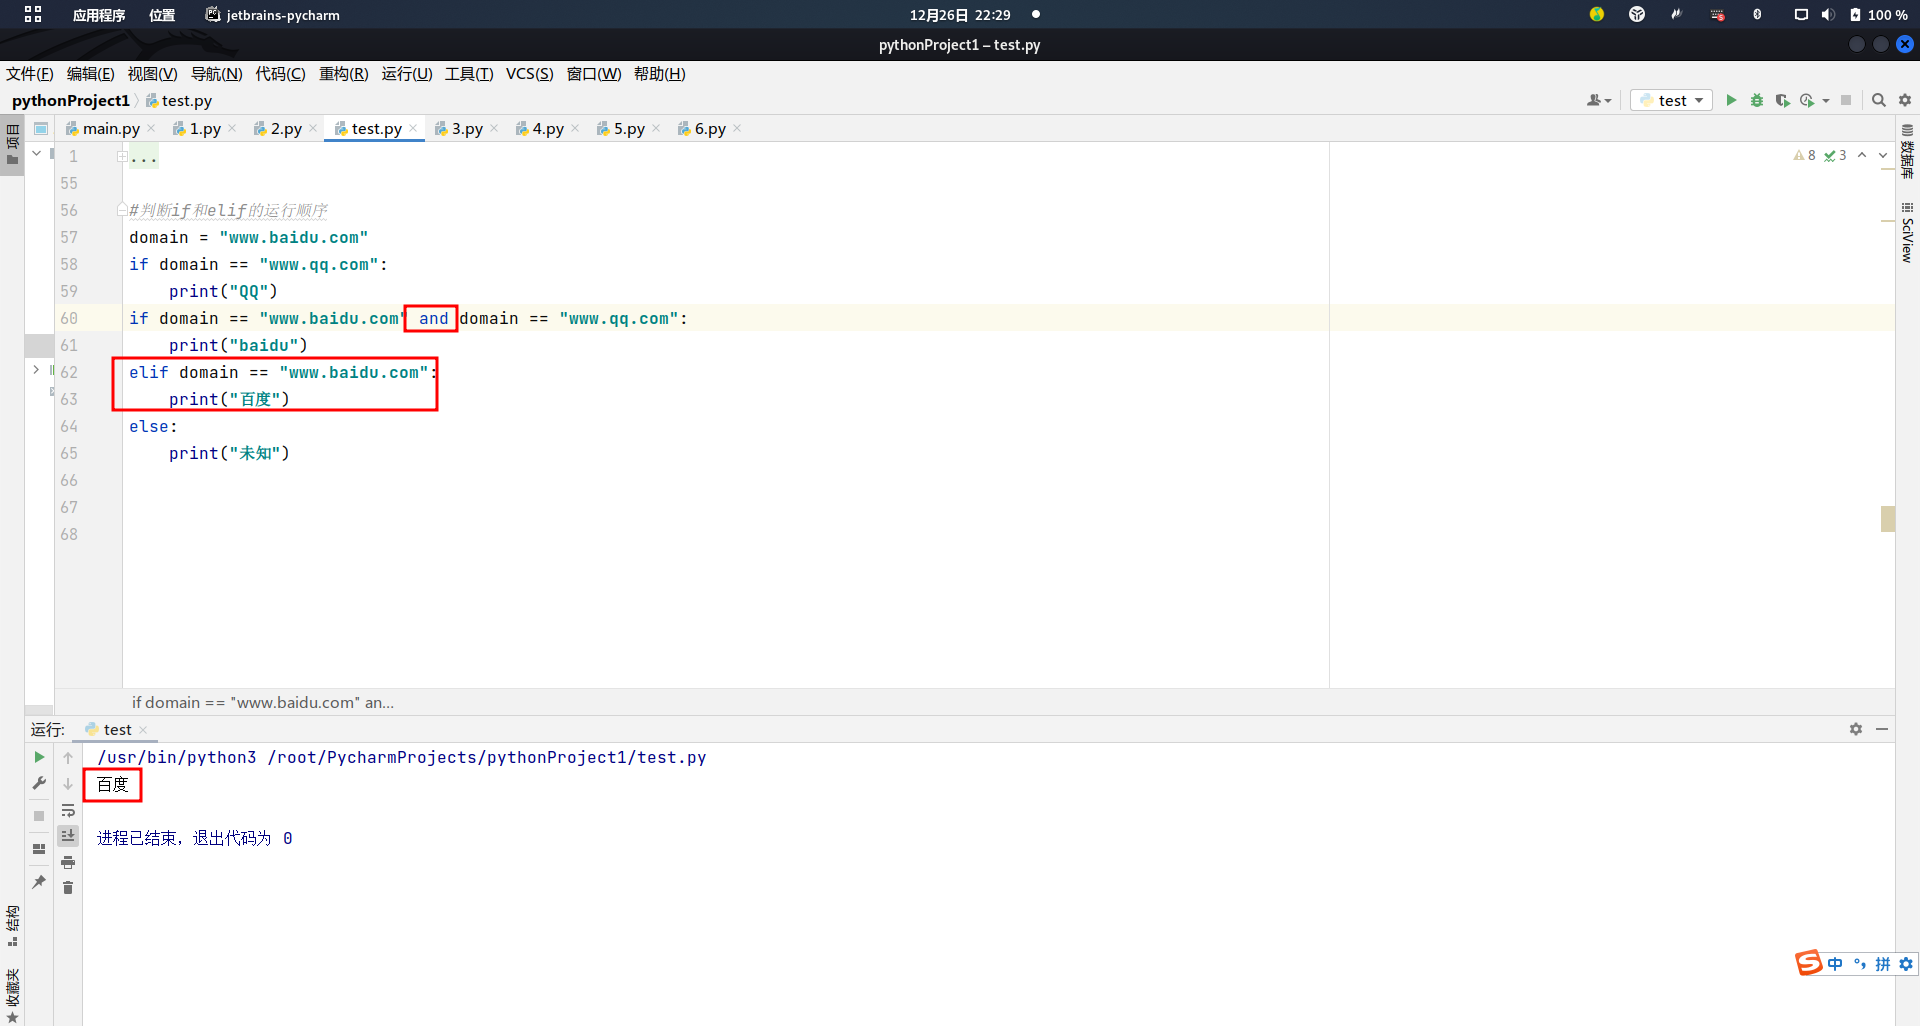 应用程序 位置 jetbrains-pycharm 12月26日 22:29 100 %
pythonProject1 – test.py
文件(F) 编辑(E) 视图(V) 导航(N) 代码(C) 重构(R) 运行(U) 工具(T) VCS(S) 窗口(W) 帮助(H)
pythonProject1 test.py test
main.py 1.py 2.py test.py 3.py 4.py 5.py 6.py
项目
数据库
SciView
8 3
1 ...
55
56 #判断if和elif的运行顺序
57 domain = "www.baidu.com"
58 if domain == "www.qq.com":
59 print("QQ")
60 if domain == "www.baidu.com" and domain == "www.qq.com":
61 print("baidu")
62 elif domain == "www.baidu.com":
63 print("百度")
64 else:
65 print("未知")
66
67
68
if domain == "www.baidu.com" an...
运行: test
/usr/bin/python3 /root/PycharmProjects/pythonProject1/test.py
百度
进程已结束，退出代码为 0
结构
收藏夹
S 中 °, 拼